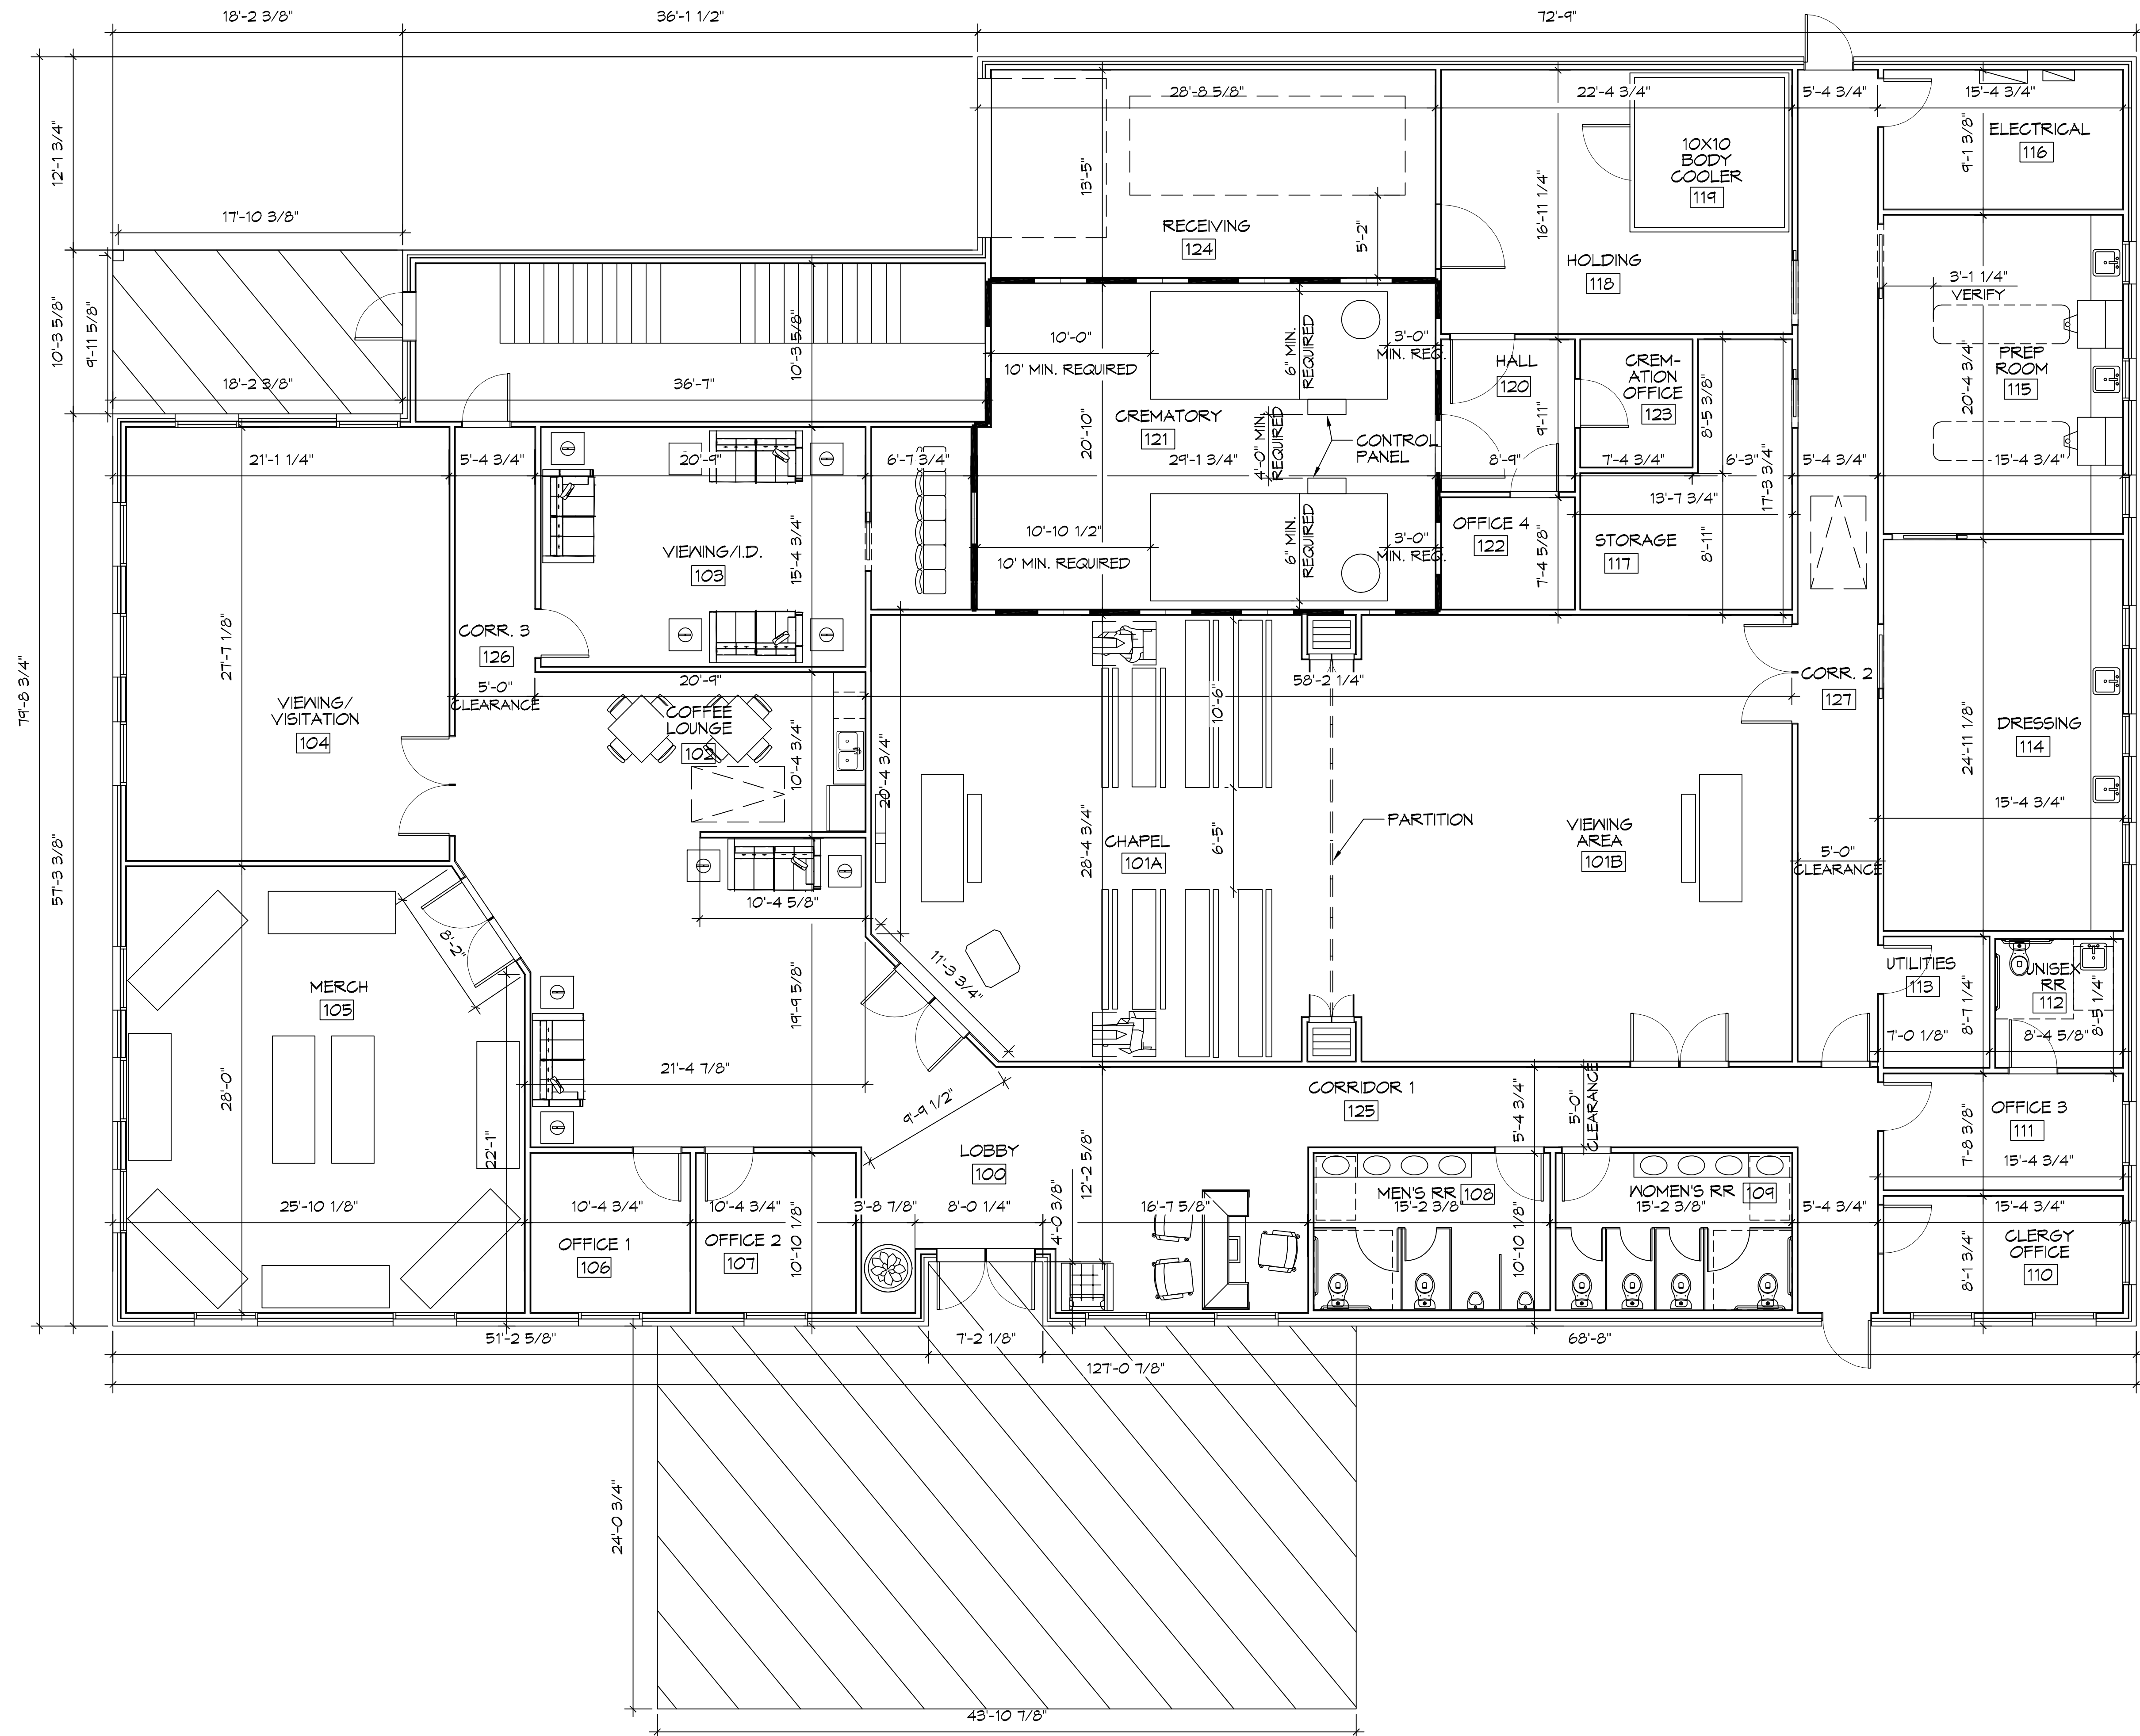 18'-2 3/8"
36'-1 1/2"
72'-9"
12'-1 3/4"
28'-8 5/8"
22'-4 3/4"
5'-4 3/4"
15'-4 3/4"
ELECTRICAL
116
9'-1 3/8"
10X10
BODY
COOLER
119
13'-5"
16'-11 1/4"
17'-10 3/8"
RECEIVING
124
5'-2"
HOLDING
118
3'-1 1/4"
VERIFY
10'-3 5/8"
9'-11 5/8"
10'-3 5/8"
10'-0"
10' MIN. REQUIRED
6" MIN.
REQUIRED
3'-0"
MIN. REQ.
HALL
120
CREM-
ATION
OFFICE
123
PREP
ROOM
115
20'-4 3/4"
18'-2 3/8"
36'-7"
CREMATORY
121
20'-10"
9'-11"
8'-5 3/8"
CONTROL
PANEL
4'-0" MIN.
REQUIRED
21'-1 1/4"
5'-4 3/4"
20'-9"
6'-7 3/4"
29'-1 3/4"
8'-9"
7'-4 3/4"
6'-3"
5'-4 3/4"
15'-4 3/4"
17'-3 3/4"
13'-7 3/4"
10'-10 1/2"
10' MIN. REQUIRED
6" MIN.
REQUIRED
3'-0"
MIN. REQ.
OFFICE 4
122
7'-4 5/8"
STORAGE
117
8'-11"
VIEWING/I.D.
103
15'-4 3/4"
27'-7 1/8"
CORR. 3
126
5'-0"
CLEARANCE
20'-9"
58'-2 1/4"
CORR. 2
127
79'-8 3/4"
VIEWING/
VISITATION
104
COFFEE
LOUNGE
102
10'-4 3/4"
20'-4 3/4"
10'-6"
DRESSING
114
24'-11 1/8"
15'-4 3/4"
57'-3 3/8"
28'-4 3/4"
CHAPEL
101A
6'-5"
PARTITION
VIEWING
AREA
101B
5'-0"
CLEARANCE
10'-4 5/8"
8'-2"
11'-3 3/4"
MERCH
105
19'-9 5/8"
UTILITIES
113
UNISEX
RR
112
8'-7 1/4"
8'-5 1/4"
7'-0 1/8"
8'-4 5/8"
28'-0"
21'-4 7/8"
9'-9 1/2"
CORRIDOR 1
125
5'-4 3/4"
5'-0"
CLEARANCE
OFFICE 3
111
7'-8 3/8"
15'-4 3/4"
22'-1"
LOBBY
100
12'-2 5/8"
MEN'S RR 108
WOMEN'S RR 109
25'-10 1/8"
10'-4 3/4"
10'-4 3/4"
3'-8 7/8"
8'-0 1/4"
4'-0 3/8"
16'-7 5/8"
15'-2 3/8"
15'-2 3/8"
5'-4 3/4"
15'-4 3/4"
OFFICE 1
106
OFFICE 2
107
10'-10 1/8"
10'-10 1/8"
CLERGY
OFFICE
110
8'-1 3/4"
51'-2 5/8"
7'-2 1/8"
68'-8"
127'-0 7/8"
24'-0 3/4"
43'-10 7/8"